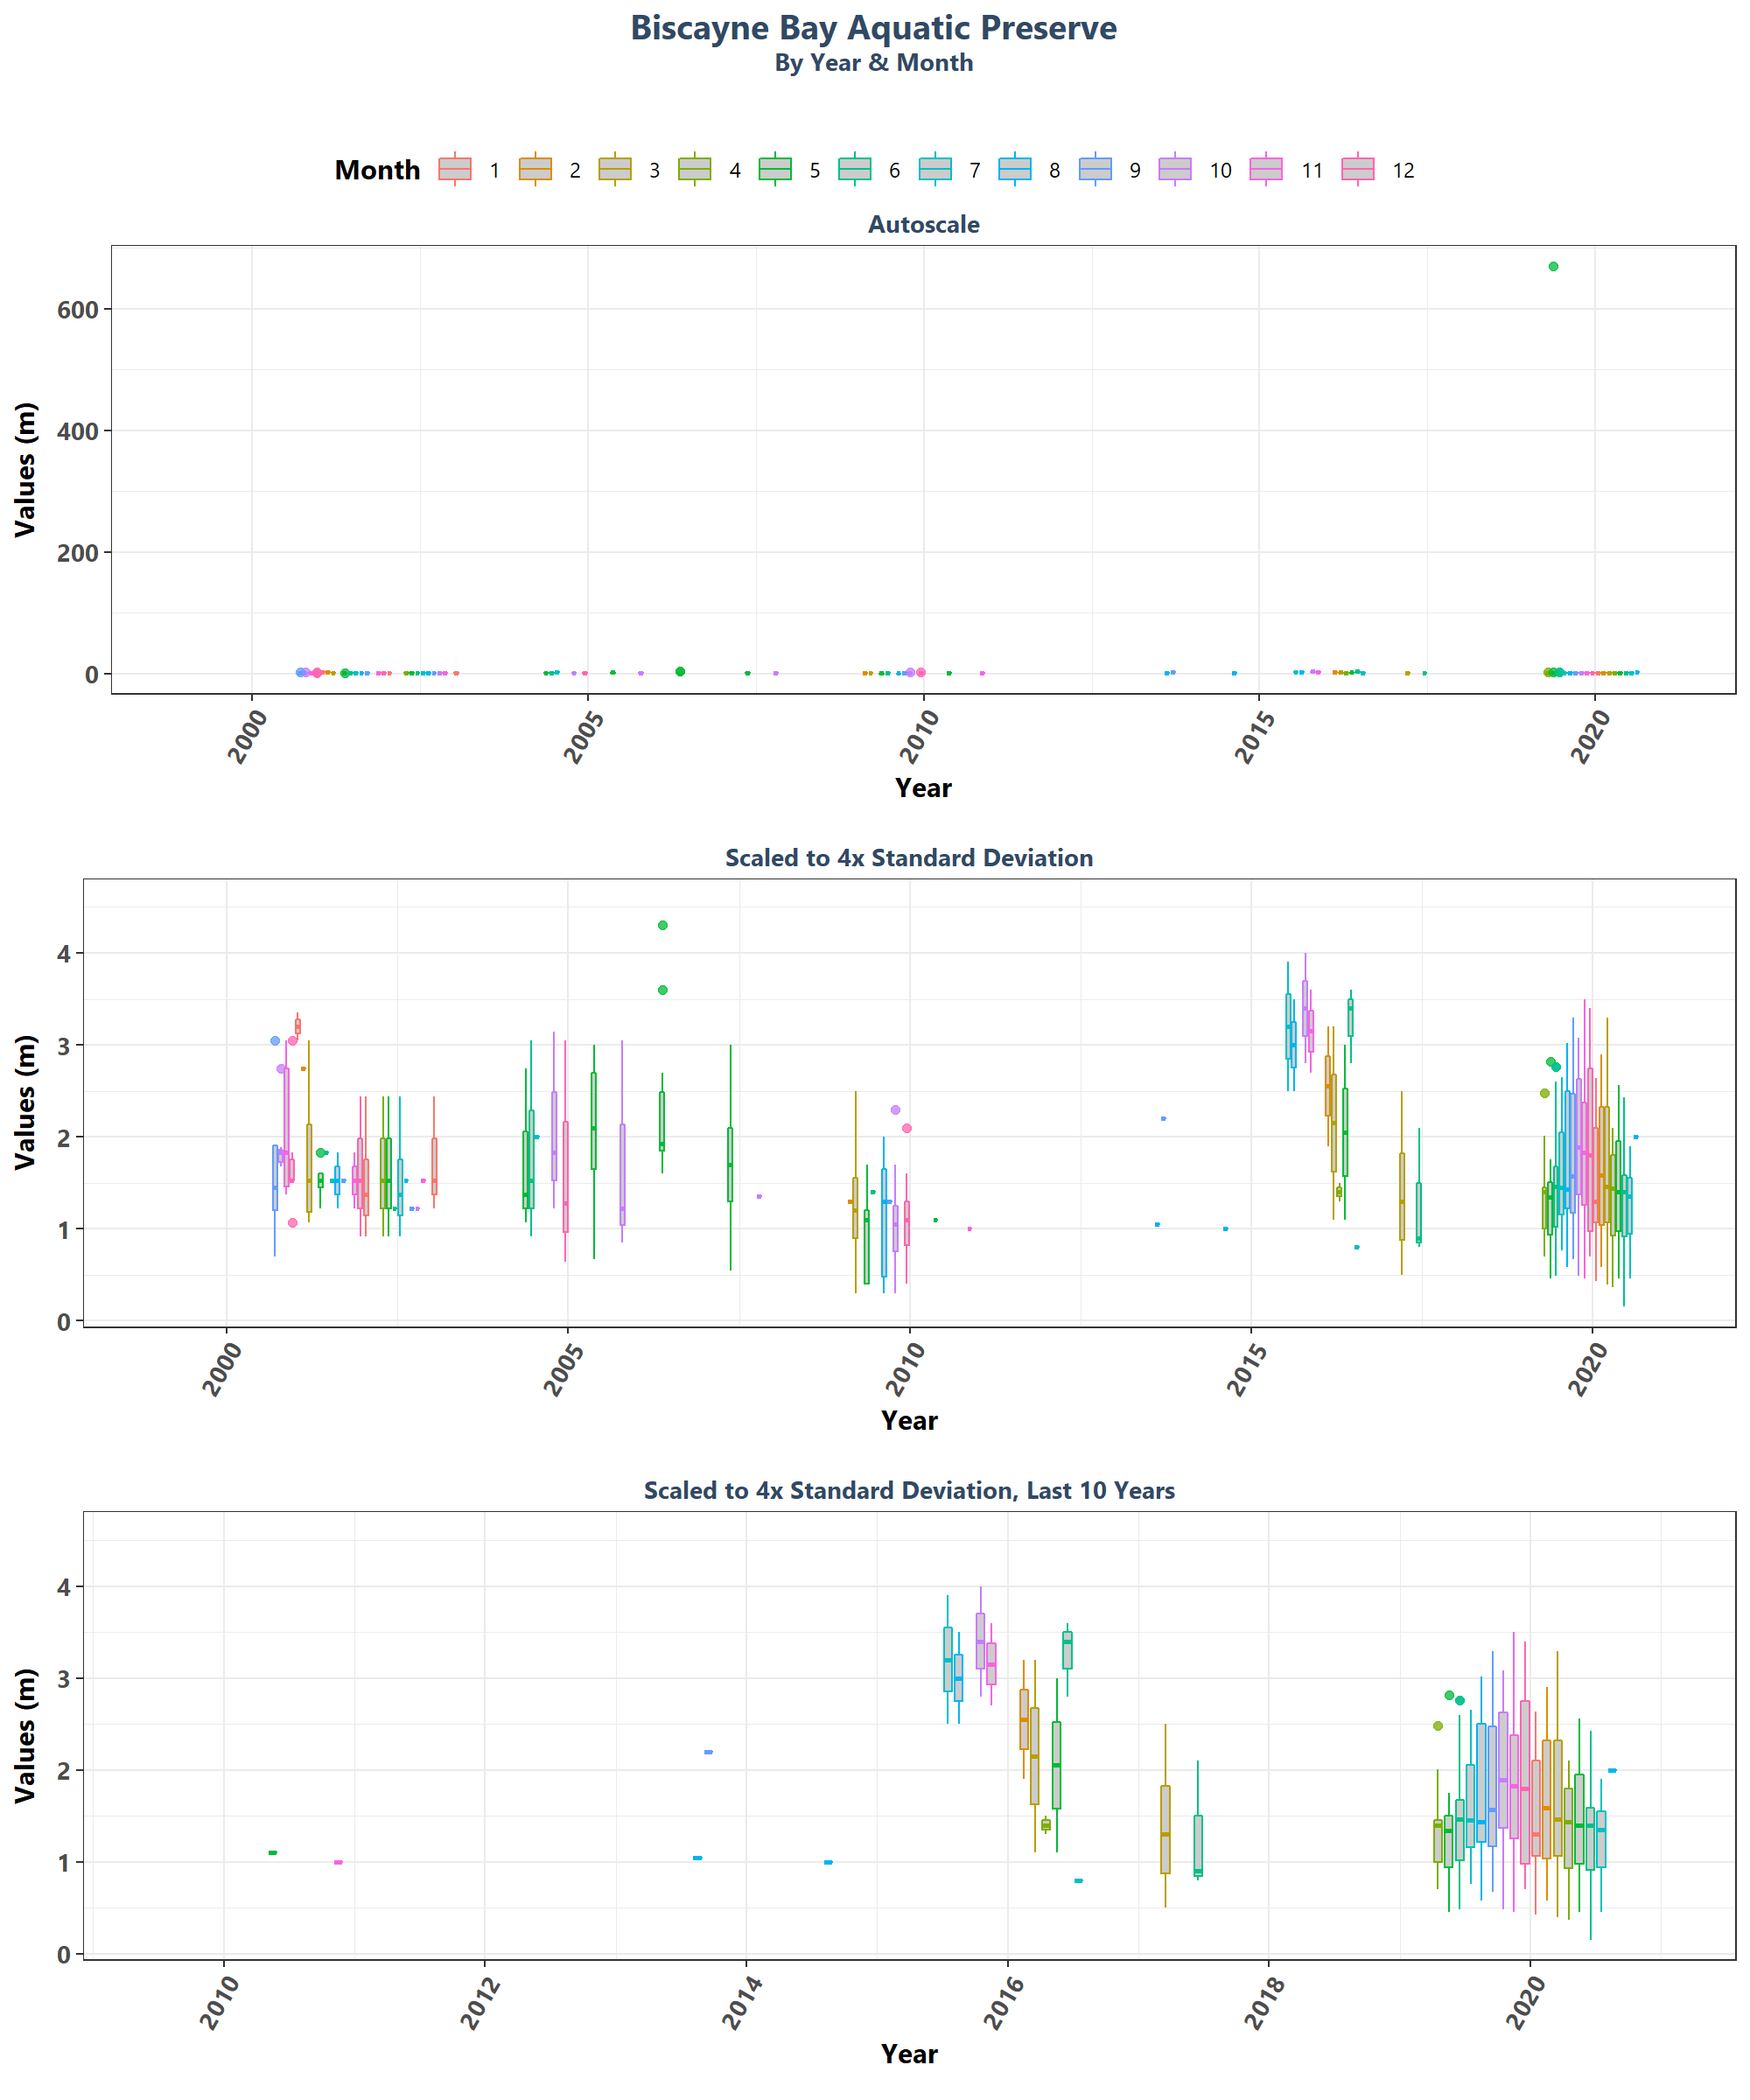 Biscayne Bay Aquatic Preserve
By Year & Month
Month 1 2 3 4 5 6 7 8 9 10 11 12
Autoscale
Values (m)
600
400
200
0
2000 2005 2010 2015 2020
Year
Scaled to 4x Standard Deviation
Values (m)
4
3
2
1
0
2000 2005 2010 2015 2020
Year
Scaled to 4x Standard Deviation, Last 10 Years
Values (m)
4
3
2
1
0
2010 2012 2014 2016 2018 2020
Year